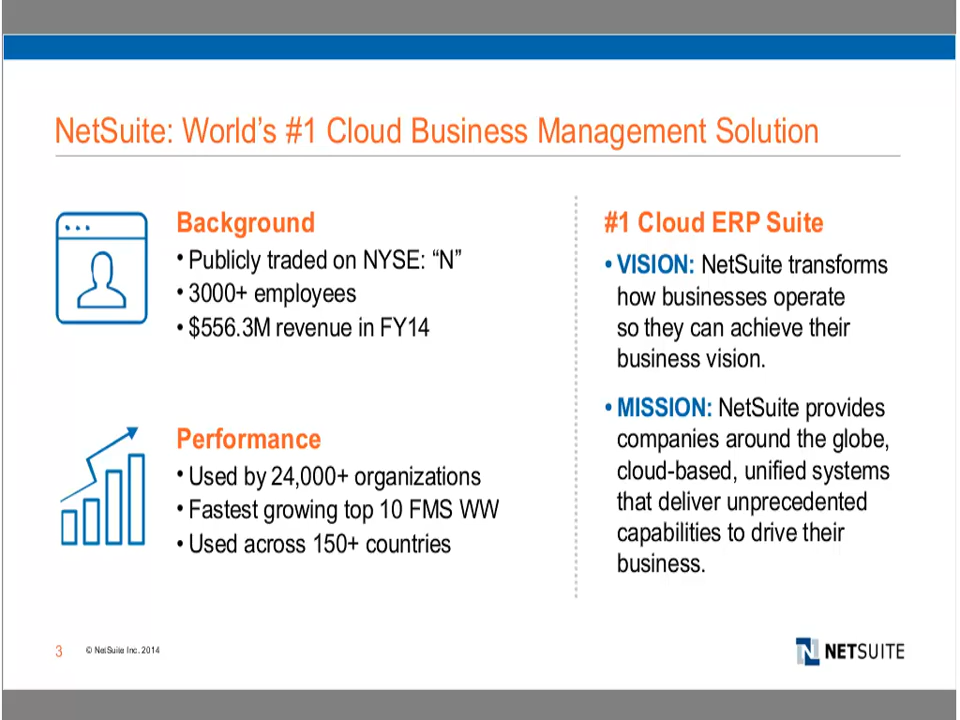 NetSuite: World’s #1 Cloud Business Management Solution
Background
• Publicly traded on NYSE: “N”
• 3000+ employees
• $556.3M revenue in FY14
Performance
• Used by 24,000+ organizations
• Fastest growing top 10 FMS WW
• Used across 150+ countries
#1 Cloud ERP Suite
• VISION: NetSuite transforms
how businesses operate
so they can achieve their
business vision.
• MISSION: NetSuite provides
companies around the globe,
cloud-based, unified systems
that deliver unprecedented
capabilities to drive their
business.
3 © NetSuite Inc. 2014
N NETSUITE